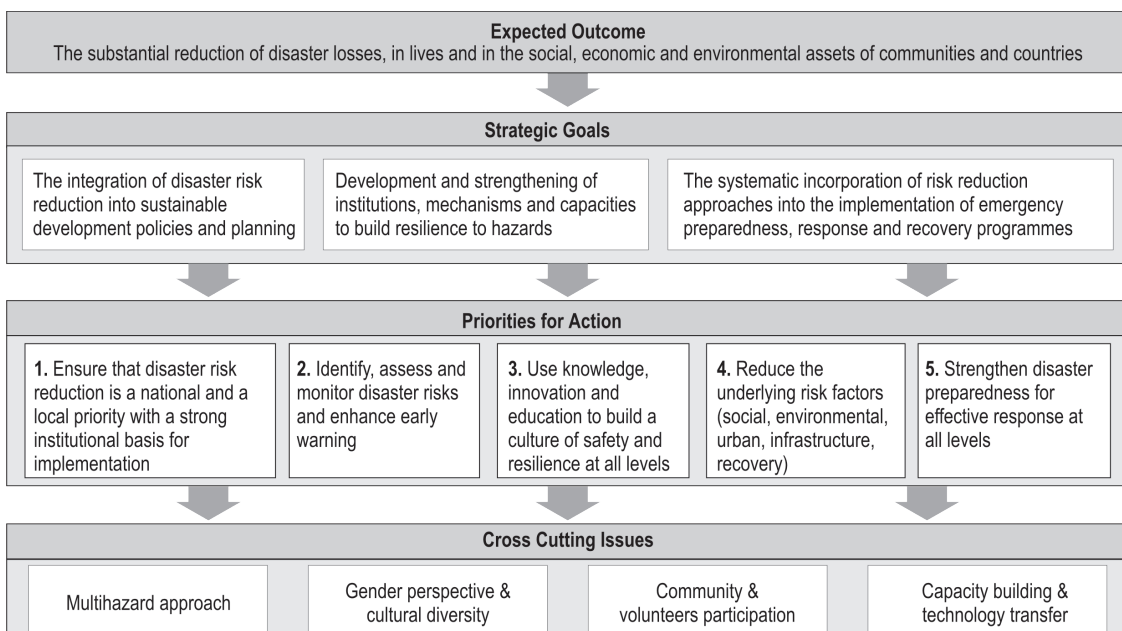 Expected Outcome
The substantial reduction of disaster losses, in lives and in the social, economic and environmental assets of communities and countries
Strategic Goals
The integration of disaster risk
reduction into sustainable
development policies and planning
Development and strengthening of
institutions, mechanisms and capacities
to build resilience to hazards
The systematic incorporation of risk reduction
approaches into the implementation of emergency
preparedness, response and recovery programmes
Priorities for Action
1. Ensure that disaster risk
reduction is a national and a
local priority with a strong
institutional basis for
implementation
2. Identify, assess and
monitor disaster risks
and enhance early
warning
3. Use knowledge,
innovation and
education to build a
culture of safety and
resilience at all levels
4. Reduce the
underlying risk factors
(social, environmental,
urban, infrastructure,
recovery)
5. Strengthen disaster
preparedness for
effective response at
all levels
Cross Cutting Issues
Multihazard approach
Gender perspective &
cultural diversity
Community &
volunteers participation
Capacity building &
technology transfer